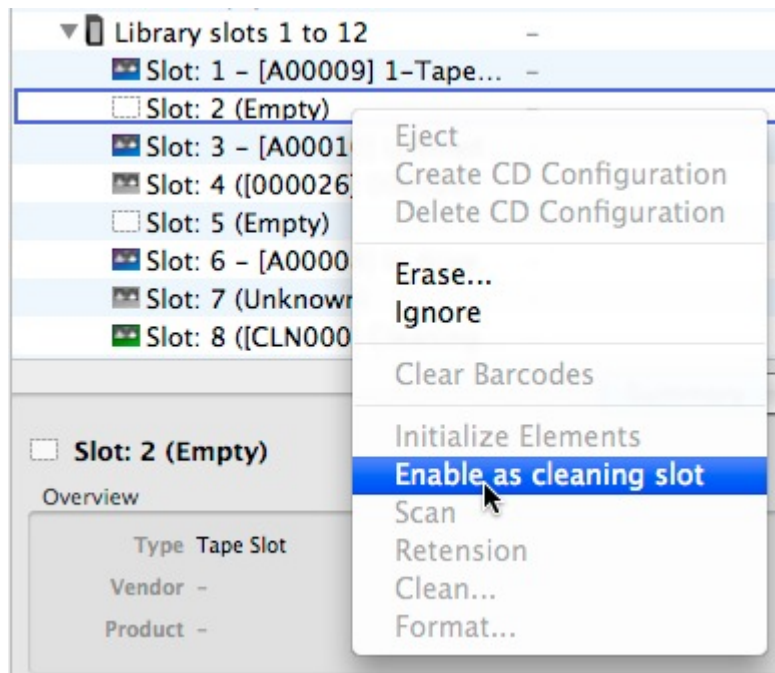 Library slots 1 to 12 –
Slot: 1 – [A00009] 1–Tape... –
Slot: 2 (Empty)
Slot: 3 – [A0001
Slot: 4 ([000026]
Slot: 5 (Empty)
Slot: 6 – [A0000
Slot: 7 (Unknown
Slot: 8 ([CLN000
Eject
Create CD Configuration
Delete CD Configuration
Erase...
Ignore
Clear Barcodes
Initialize Elements
Enable as cleaning slot
Scan
Retension
Clean...
Format...
Slot: 2 (Empty)
Overview
Type Tape Slot
Vendor –
Product –